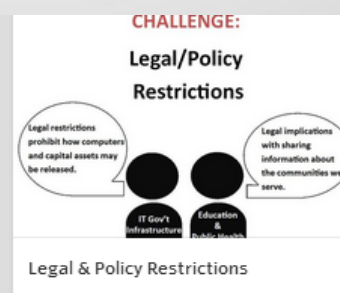 CHALLENGE:
Legal/Policy
Restrictions
Legal restrictions
prohibit how computers
and capital assets may
be released.
Legal implications
with sharing
information about
the communities we
serve.
IT Gov't
Infrastructure
Education
&
Public Health
Legal & Policy Restrictions